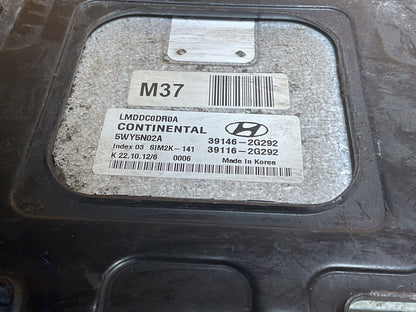 M37
LMDDC0DR0A
CONTINENTAL
5WY5N02A 39146-2G292
Index 03 SIM2K-141 39116-2G292
K 22.10.12/6 0006 Made in Korea